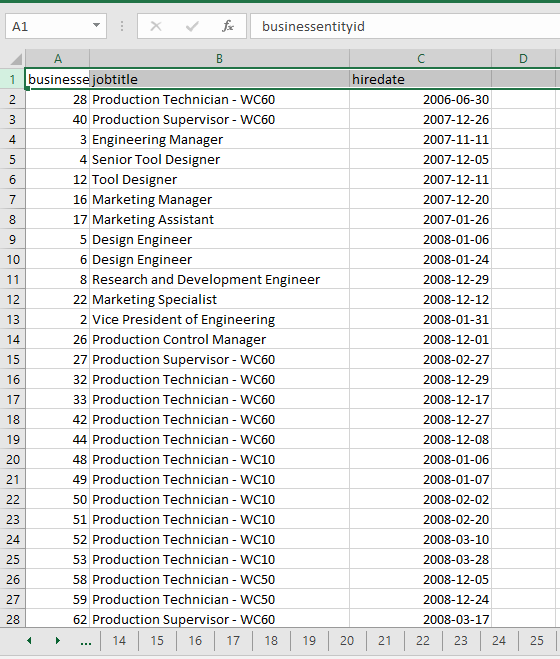 A1 fx businessentityid
A B C D
1 businesse jobtitle hiredate
2 28 Production Technician - WC60 2006-06-30
3 40 Production Supervisor - WC60 2007-12-26
4 3 Engineering Manager 2007-11-11
5 4 Senior Tool Designer 2007-12-05
6 12 Tool Designer 2007-12-11
7 16 Marketing Manager 2007-12-20
8 17 Marketing Assistant 2007-01-26
9 5 Design Engineer 2008-01-06
10 6 Design Engineer 2008-01-24
11 8 Research and Development Engineer 2008-12-29
12 22 Marketing Specialist 2008-12-12
13 2 Vice President of Engineering 2008-01-31
14 26 Production Control Manager 2008-12-01
15 27 Production Supervisor - WC60 2008-02-27
16 32 Production Technician - WC60 2008-12-29
17 33 Production Technician - WC60 2008-12-17
18 42 Production Technician - WC60 2008-12-27
19 44 Production Technician - WC60 2008-12-08
20 48 Production Technician - WC10 2008-01-06
21 49 Production Technician - WC10 2008-01-07
22 50 Production Technician - WC10 2008-02-02
23 51 Production Technician - WC10 2008-02-20
24 52 Production Technician - WC10 2008-03-10
25 53 Production Technician - WC10 2008-03-28
26 58 Production Technician - WC50 2008-12-05
27 59 Production Technician - WC50 2008-12-24
28 62 Production Supervisor - WC60 2008-03-17
... 14 15 16 17 18 19 20 21 22 23 24 25